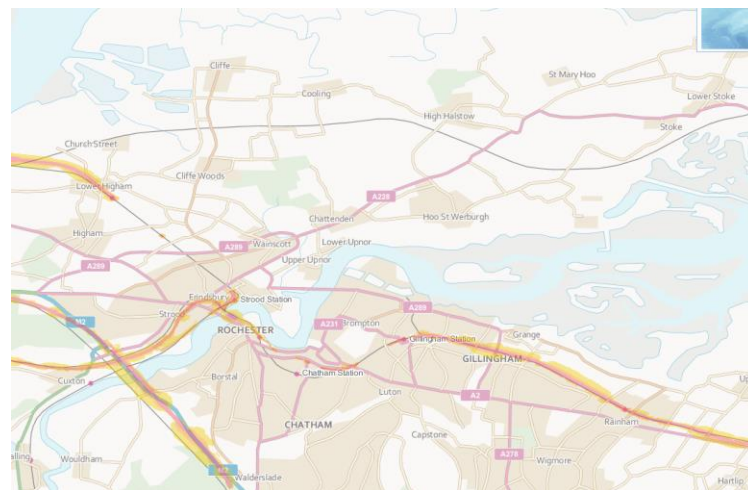 Cliffe
St Mary Hoo
Cooling
Lower Stoke
High Halstow
Stoke
Church Street
Cliffe Woods
Lower Higham
A228
Chattenden
Hoo St Werburgh
Higham
A289
Wainscott
Lower Upnor
A289
Upper Upnor
Frindsbury
Strood Station
A289
M2
Strood
ROCHESTER
A231
Brompton
Gillingham Station
Grange
GILLINGHAM
Cuxton
Borstal
Chatham Station
Luton
A2
Rainham
CHATHAM
Capstone
A278
Wouldham
Walderslade
Wigmore
Hartlip